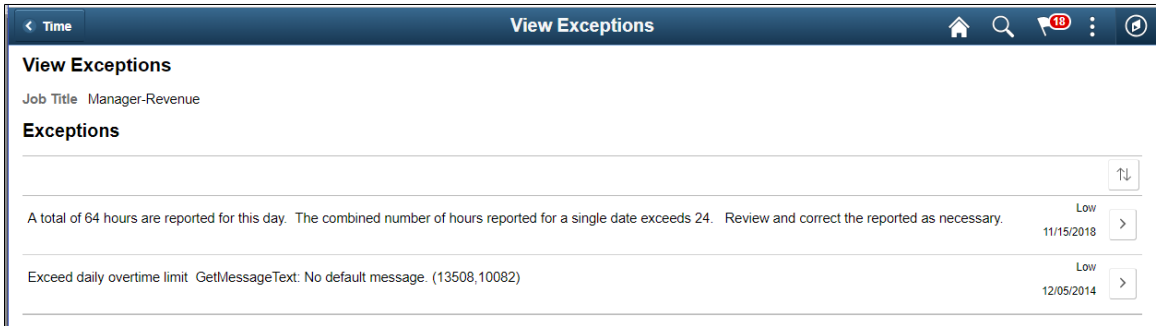 Time
View Exceptions
18
View Exceptions
Job Title Manager-Revenue
Exceptions
A total of 64 hours are reported for this day. The combined number of hours reported for a single date exceeds 24. Review and correct the reported as necessary.
Low
11/15/2018
Exceed daily overtime limit GetMessageText: No default message. (13508,10082)
Low
12/05/2014